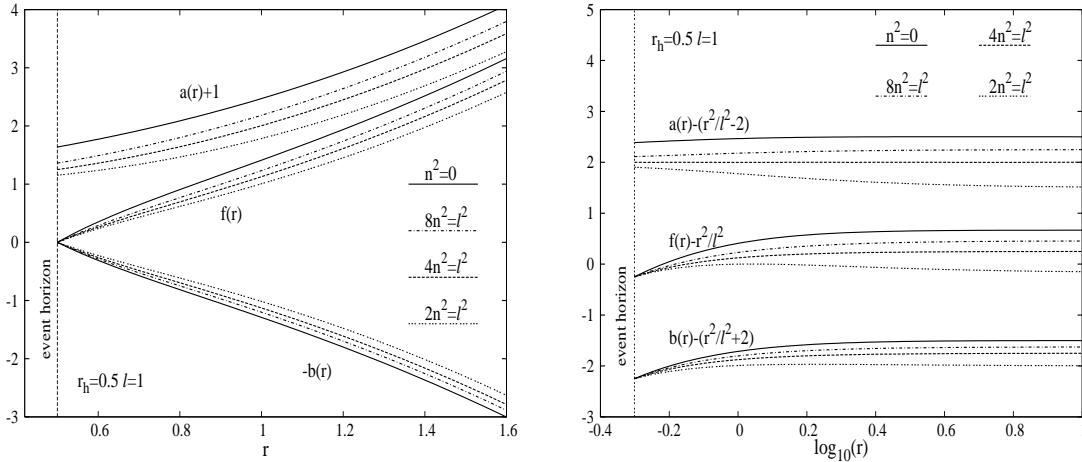 4
3
2
1
0
-1
-2
-3
0.6
0.8
1
1.2
1.4
1.6
r
event horizon
a(r)+1
f(r)
-b(r)
n²=0
8n²=l²
4n²=l²
2n²=l²
r_h=0.5 l=1
5
4
3
2
1
0
-1
-2
-3
-0.4
-0.2
0
0.2
0.4
0.6
0.8
log₁₀(r)
event horizon
r_h=0.5 l=1
n²=0
4n²=l²
8n²=l²
2n²=l²
a(r)-(r²/l²-2)
f(r)-r²/l²
b(r)-(r²/l²+2)